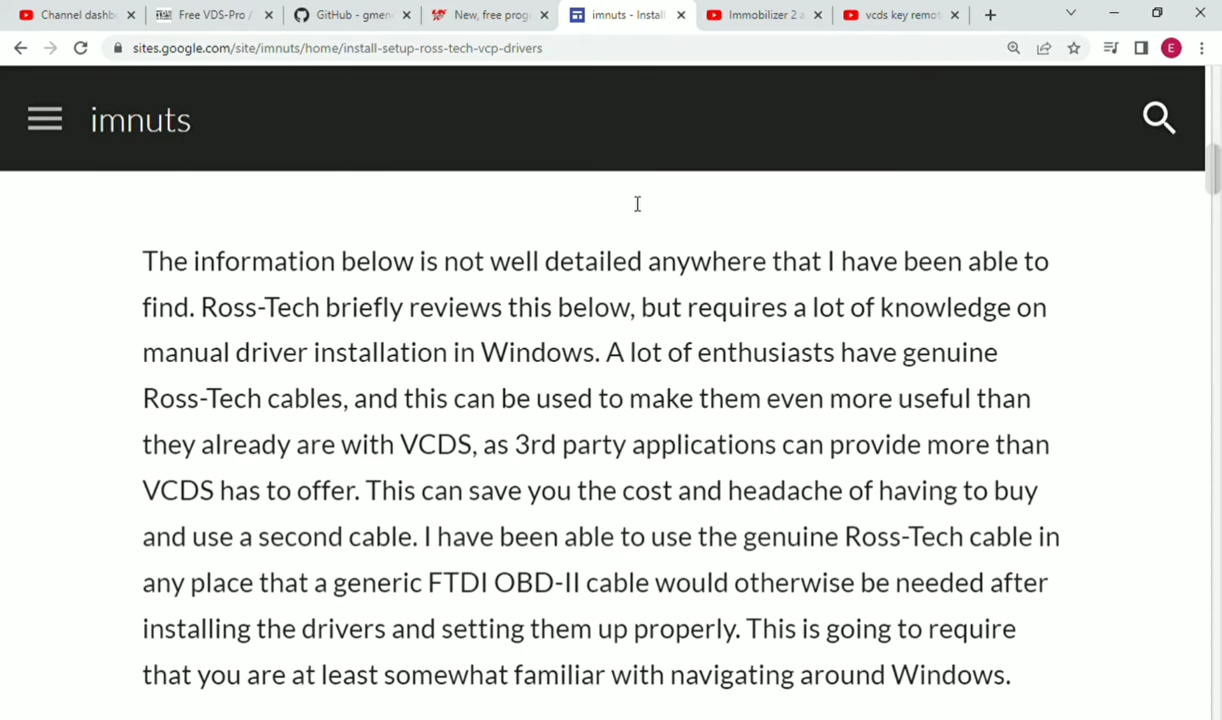 Channel dashb
Free VDS-Pro /
GitHub - gmen
New, free prog
imnuts - Install
Immobilizer 2 a
vcds key remot
sites.google.com/site/imnuts/home/install-setup-ross-tech-vcp-drivers
E
imnuts
The information below is not well detailed anywhere that I have been able to
find. Ross-Tech briefly reviews this below, but requires a lot of knowledge on
manual driver installation in Windows. A lot of enthusiasts have genuine
Ross-Tech cables, and this can be used to make them even more useful than
they already are with VCDS, as 3rd party applications can provide more than
VCDS has to offer. This can save you the cost and headache of having to buy
and use a second cable. I have been able to use the genuine Ross-Tech cable in
any place that a generic FTDI OBD-II cable would otherwise be needed after
installing the drivers and setting them up properly. This is going to require
that you are at least somewhat familiar with navigating around Windows.